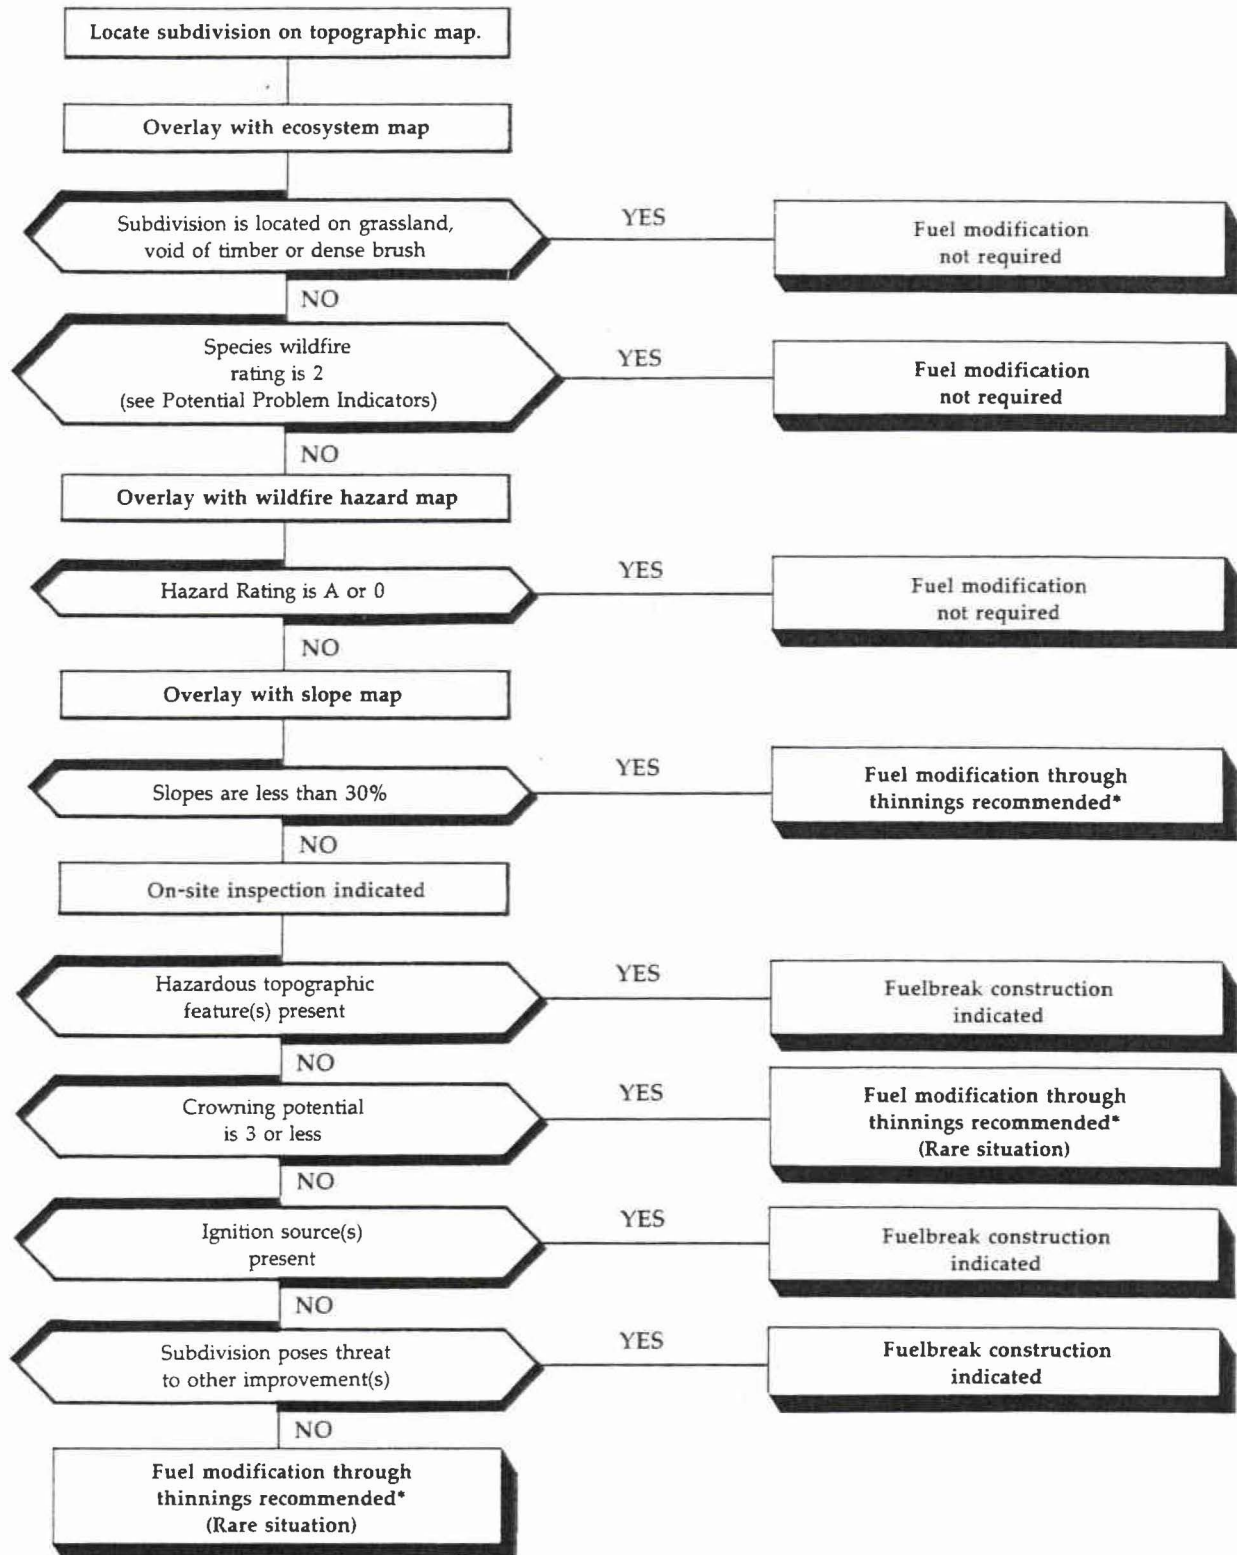 Locate subdivision on topographic map.
Overlay with ecosystem map
Subdivision is located on grassland,
void of timber or dense brush
YES
Fuel modification
not required
NO
Species wildfire
rating is 2
(see Potential Problem Indicators)
YES
Fuel modification
not required
NO
Overlay with wildfire hazard map
Hazard Rating is A or 0
YES
Fuel modification
not required
NO
Overlay with slope map
Slopes are less than 30%
YES
Fuel modification through
thinnings recommended*
NO
On-site inspection indicated
Hazardous topographic
feature(s) present
YES
Fuelbreak construction
indicated
NO
Crowning potential
is 3 or less
YES
Fuel modification through
thinnings recommended*
(Rare situation)
NO
Ignition source(s)
present
YES
Fuelbreak construction
indicated
NO
Subdivision poses threat
to other improvement(s)
YES
Fuelbreak construction
indicated
NO
Fuel modification through
thinnings recommended*
(Rare situation)